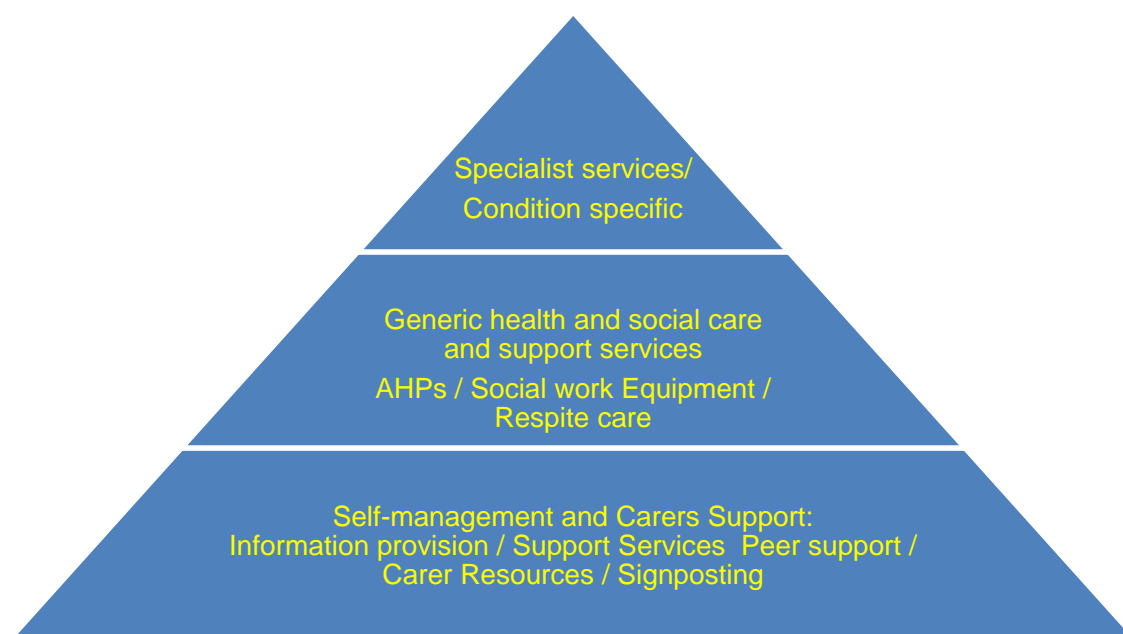 Specialist services/
Condition specific
Generic health and social care
and support services
AHPs / Social work Equipment /
Respite care
Self-management and Carers Support:
Information provision / Support Services  Peer support /
Carer Resources / Signposting